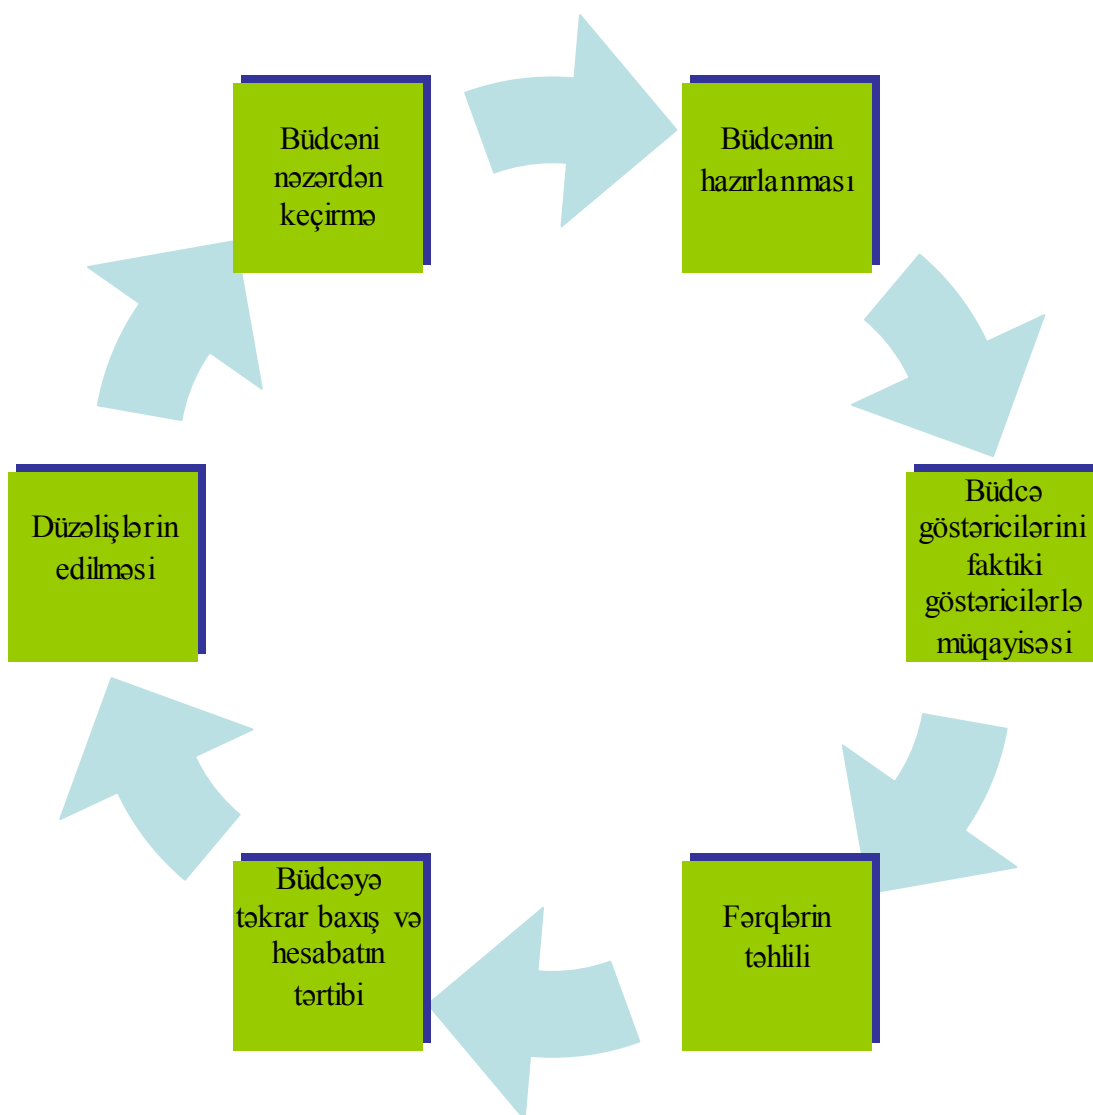 Büdcəni
nəzərdən
keçirmə
Büdcənin
hazırlanması
Büdcə
göstəricilərini
faktiki
göstəricilərlə
müqayisəsi
Fərqlərin
təhlili
Büdcəyə
təkrar baxış və
hesabatın
tərtibi
Düzəlişlərin
edilməsi